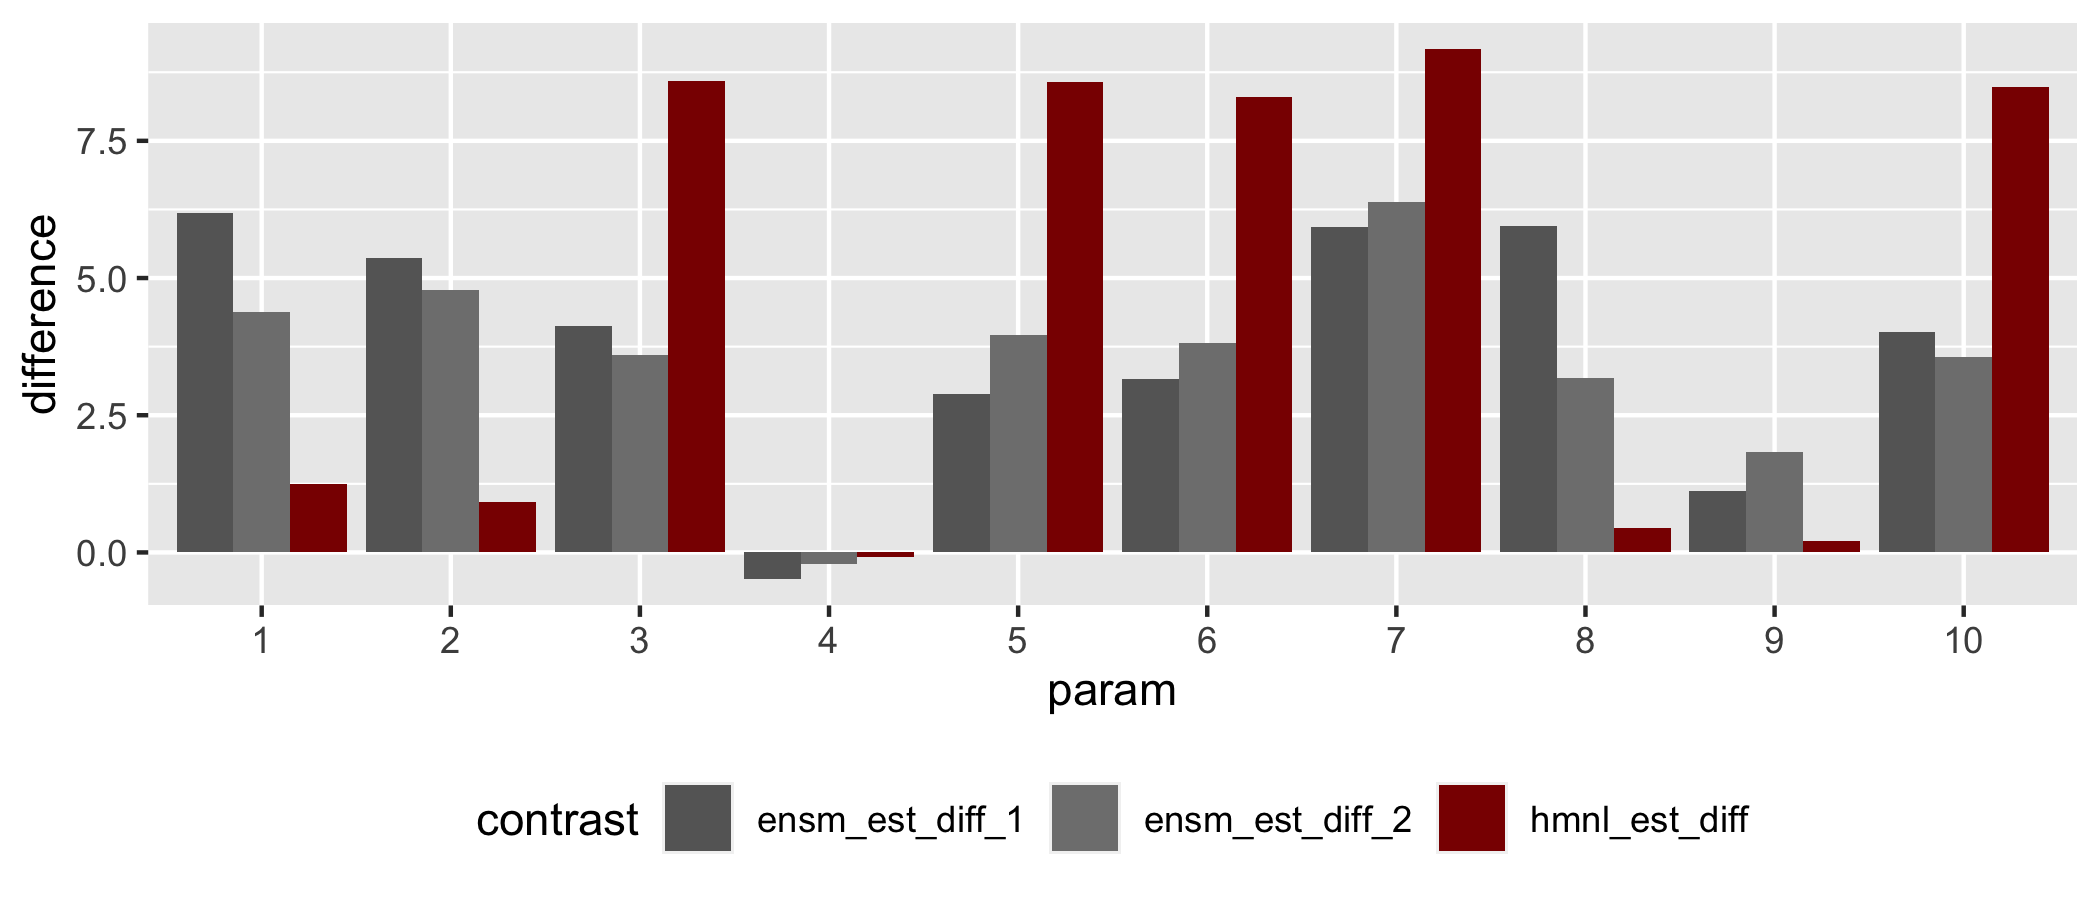 difference
7.5
5.0
2.5
0.0
1 2 3 4 5 6 7 8 9 10
param
contrast ensm_est_diff_1 ensm_est_diff_2 hmnl_est_diff